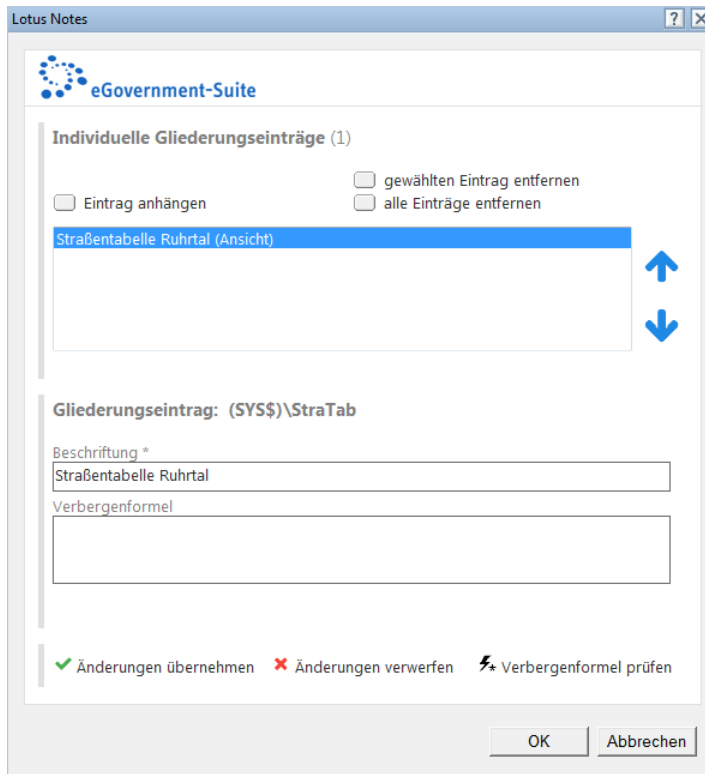 Lotus Notes
?
eGovernment-Suite
Individuelle Gliederungseinträge (1)
gewählten Eintrag entfernen
Eintrag anhängen
alle Einträge entfernen
Straßentabelle Ruhrtal (Ansicht)
Gliederungseintrag: (SYS$)\StraTab
Beschriftung *
Straßentabelle Ruhrtal
Verbergenformel
Änderungen übernehmen Änderungen verwerfen Verbergenformel prüfen
OK Abbrechen